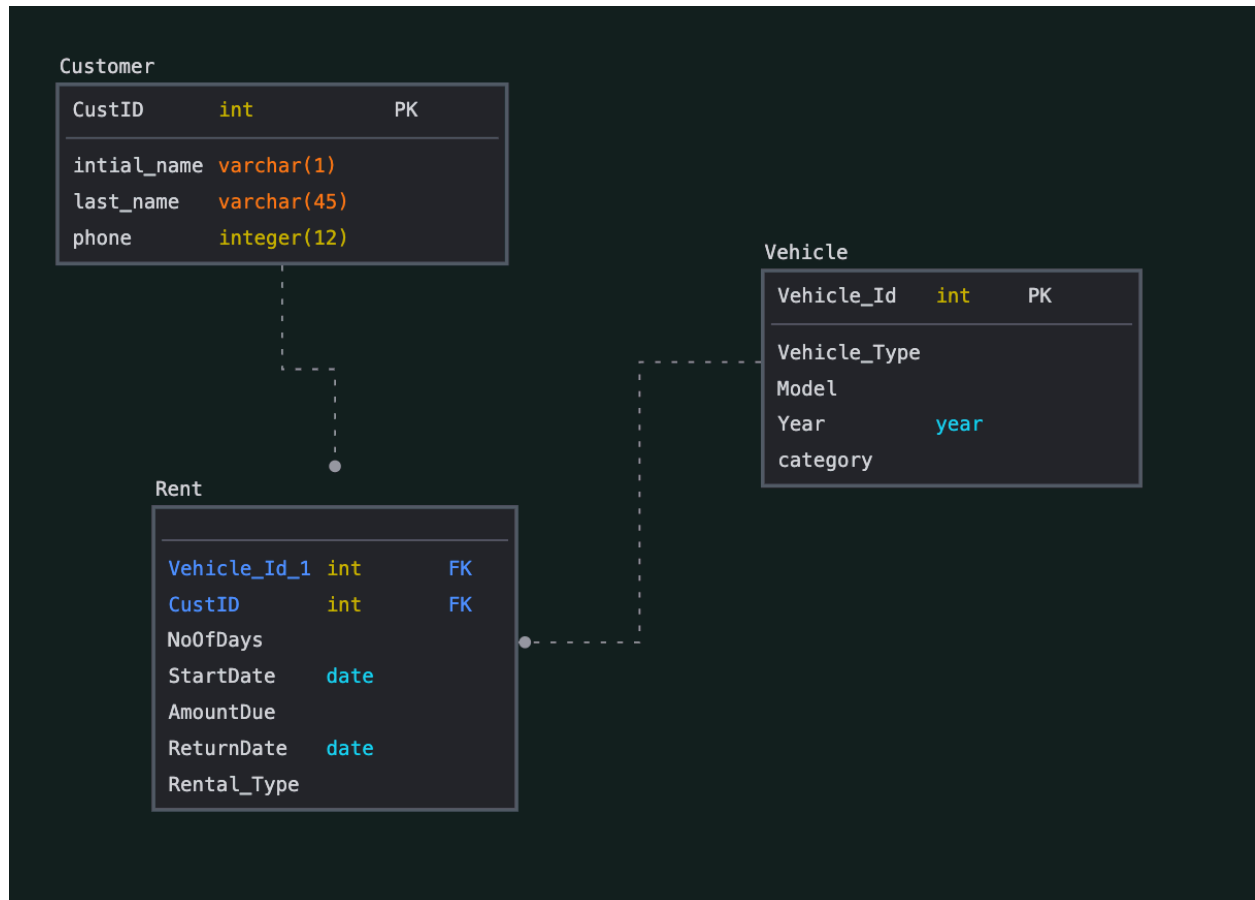 Customer
CustID int PK
intial_name varchar(1)
last_name varchar(45)
phone integer(12)
Vehicle
Vehicle_Id int PK
Vehicle_Type
Model
Year year
category
Rent
Vehicle_Id_1 int FK
CustID int FK
NoOfDays
StartDate date
AmountDue
ReturnDate date
Rental_Type